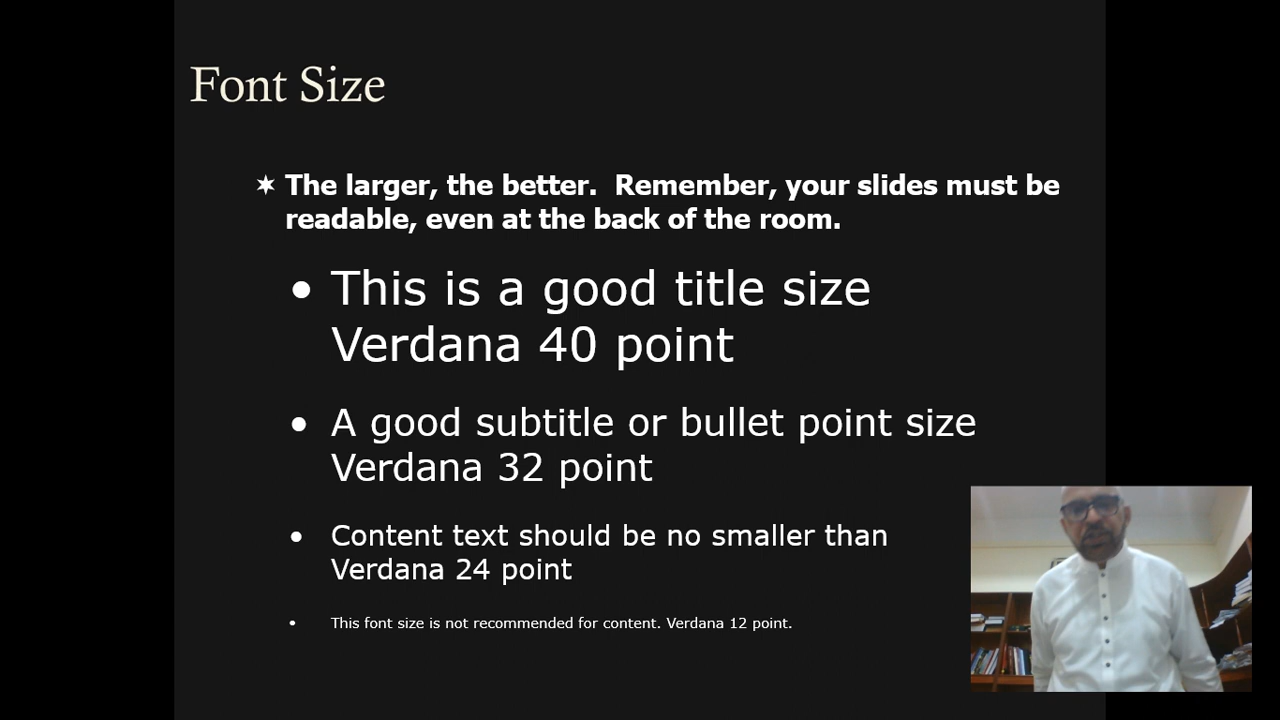 Font Size
✶ The larger, the better.  Remember, your slides must be
readable, even at the back of the room.
• This is a good title size
Verdana 40 point
• A good subtitle or bullet point size
Verdana 32 point
• Content text should be no smaller than
Verdana 24 point
• This font size is not recommended for content. Verdana 12 point.